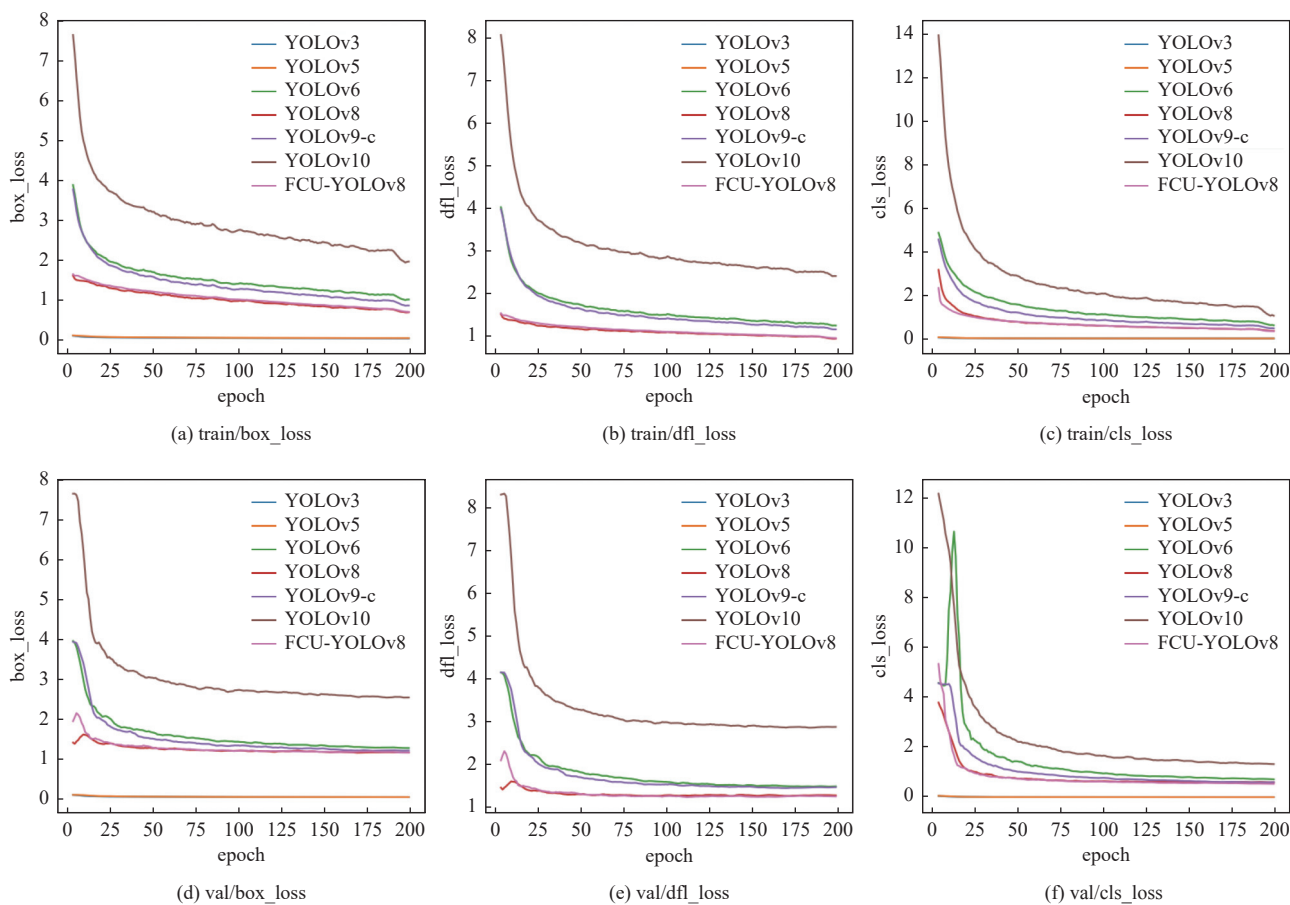 8
7
6
5
4
3
2
1
0
box_loss
YOLOv3
YOLOv5
YOLOv6
YOLOv8
YOLOv9-c
YOLOv10
FCU-YOLOv8
0 25 50 75 100 125 150 175 200
epoch
(a) train/box_loss
8
7
6
5
4
3
2
1
dfl_loss
YOLOv3
YOLOv5
YOLOv6
YOLOv8
YOLOv9-c
YOLOv10
FCU-YOLOv8
0 25 50 75 100 125 150 175 200
epoch
(b) train/dfl_loss
14
12
10
8
6
4
2
0
cls_loss
YOLOv3
YOLOv5
YOLOv6
YOLOv8
YOLOv9-c
YOLOv10
FCU-YOLOv8
0 25 50 75 100 125 150 175 200
epoch
(c) train/cls_loss
8
7
6
5
4
3
2
1
0
box_loss
YOLOv3
YOLOv5
YOLOv6
YOLOv8
YOLOv9-c
YOLOv10
FCU-YOLOv8
0 25 50 75 100 125 150 175 200
epoch
(d) val/box_loss
8
7
6
5
4
3
2
1
dfl_loss
YOLOv3
YOLOv5
YOLOv6
YOLOv8
YOLOv9-c
YOLOv10
FCU-YOLOv8
0 25 50 75 100 125 150 175 200
epoch
(e) val/dfl_loss
12
10
8
6
4
2
0
cls_loss
YOLOv3
YOLOv5
YOLOv6
YOLOv8
YOLOv9-c
YOLOv10
FCU-YOLOv8
0 25 50 75 100 125 150 175 200
epoch
(f) val/cls_loss